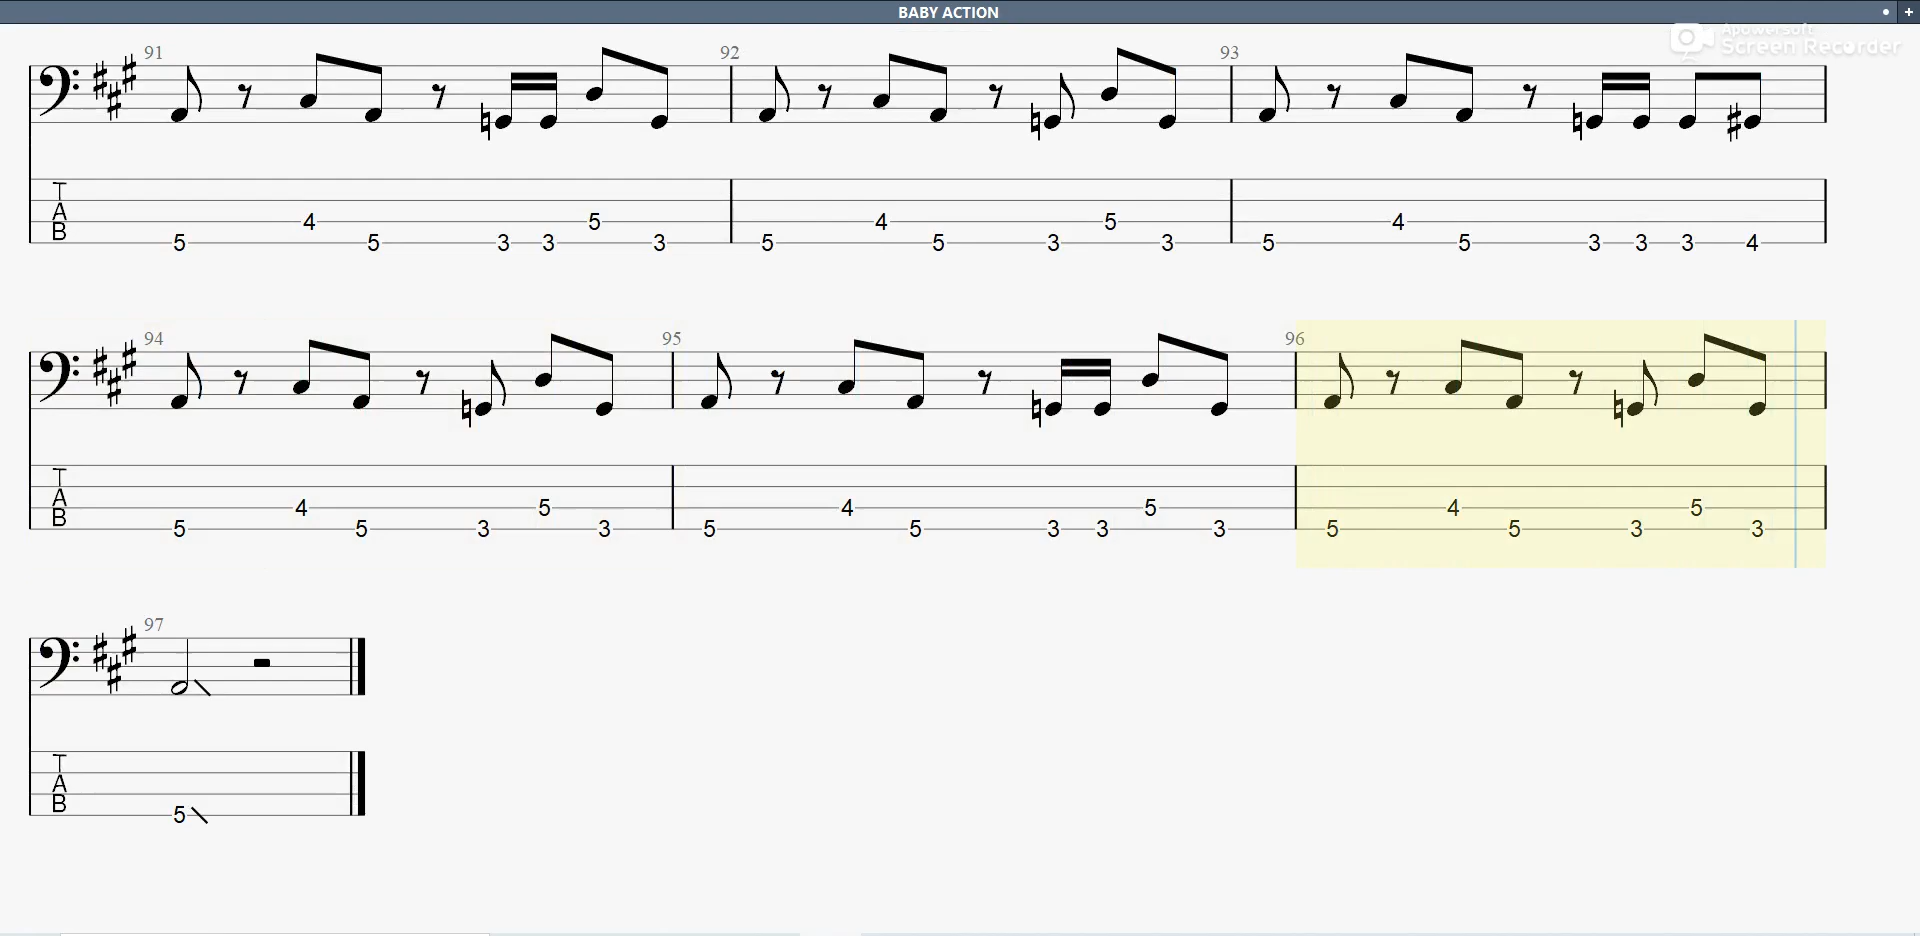 BABY ACTION
Apowersoft
Screen Recorder
91 92 93
T
A
B
5 4 5 3 3 5 3 5 4 5 3 5 3 5 4 5 3 3 3 4
94 95 96
T
A
B
5 4 5 3 5 3 5 4 5 3 3 5 3 5 4 5 3 5 3
97
T
A
B
5